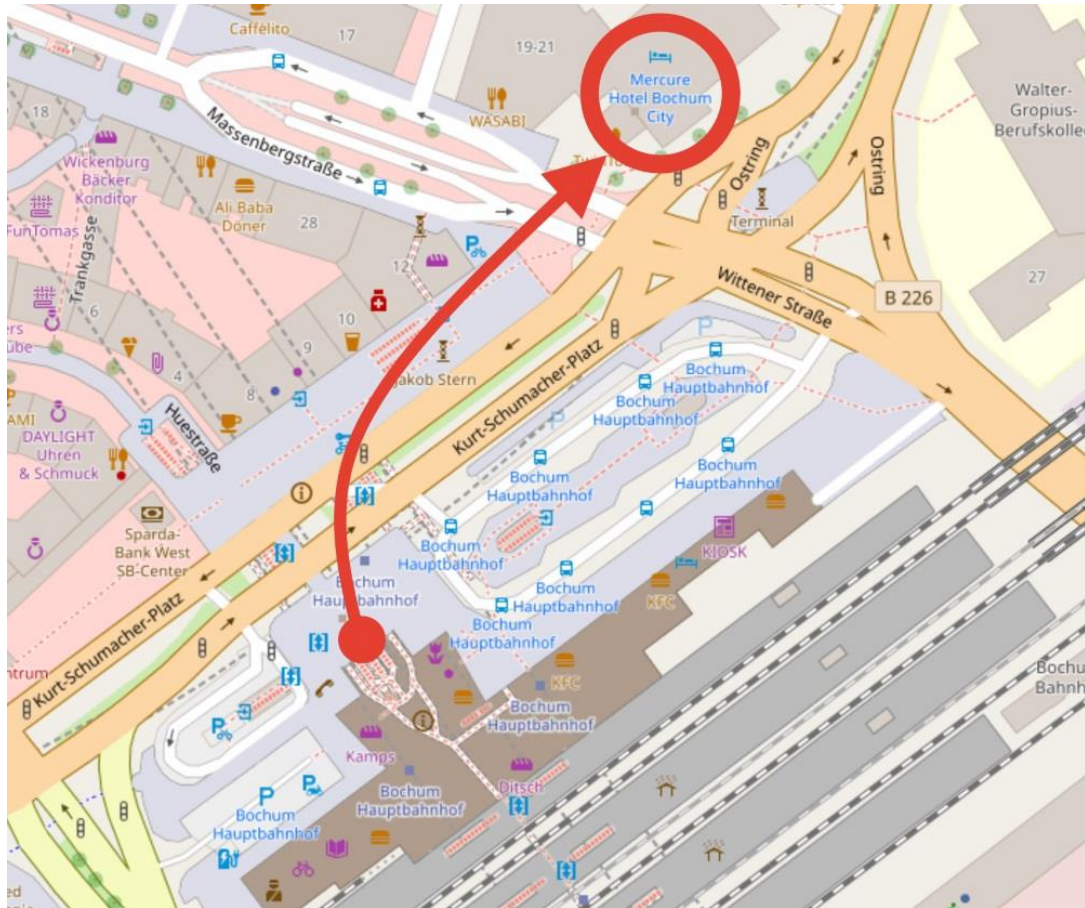 Caffèlito
17
19-21
Mercure
Hotel Bochum
City
WASABI
Walter-
Gropius-
Berufskolle
18
Massenbergstraße
Wickenburg
Bäcker
Konditor
Ali Baba
Döner
28
Ostring
Ostring
Terminal
FunTomas
Trankgasse
12
27
Wittener Straße
B 226
6
10
9
Jakob Stern
4
8
Kurt-Schumacher-Platz
Bochum
Hauptbahnhof
Bochum
Hauptbahnhof
AMI
DAYLIGHT
Uhren
& Schmuck
Huestraße
Bochum
Hauptbahnhof
Bochum
Hauptbahnhof
Sparda-
Bank West
SB-Center
KIOSK
Bochum
Hauptbahnhof
Bochum
Hauptbahnhof
Bochum
Hauptbahnhof
KFC
Bochum
Hauptbahnhof
Kurt-Schumacher-Platz
KFC
Bochum
Hauptbahnhof
Kamps
Ditsch
Bochum
Hauptbahnhof
P
Bochum
Hauptbahnhof
Bochu
Bahnh